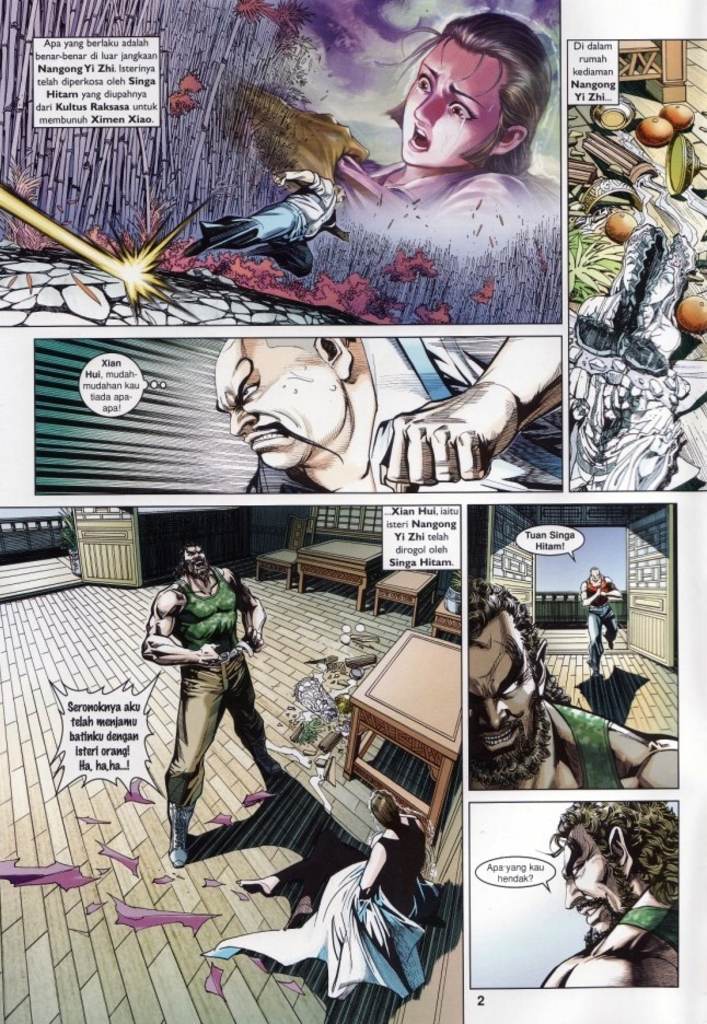 Apa yang berlaku adalah
benar-benar di luar jangkaan
Nangong Yi Zhi. Isterinya
telah diperkosa oleh Singa
Hitam yang diupahnya
dari Kultus Raksasa untuk
membunuh Ximen Xiao.
Di dalam
rumah
kediaman
Nangong
Yi Zhi...
Xian
Hui, mudah-
mudahan kau
tiada apa-
apa!
...Xian Hui, iaitu
isteri Nangong
Yi Zhi telah
dirogol oleh
Singa Hitam.
Seronoknya aku
telah menjamu
batinku dengan
isteri orang!
Ha, ha,ha...!
Tuan Singa
Hitam!
Apa yang kau
hendak?
2